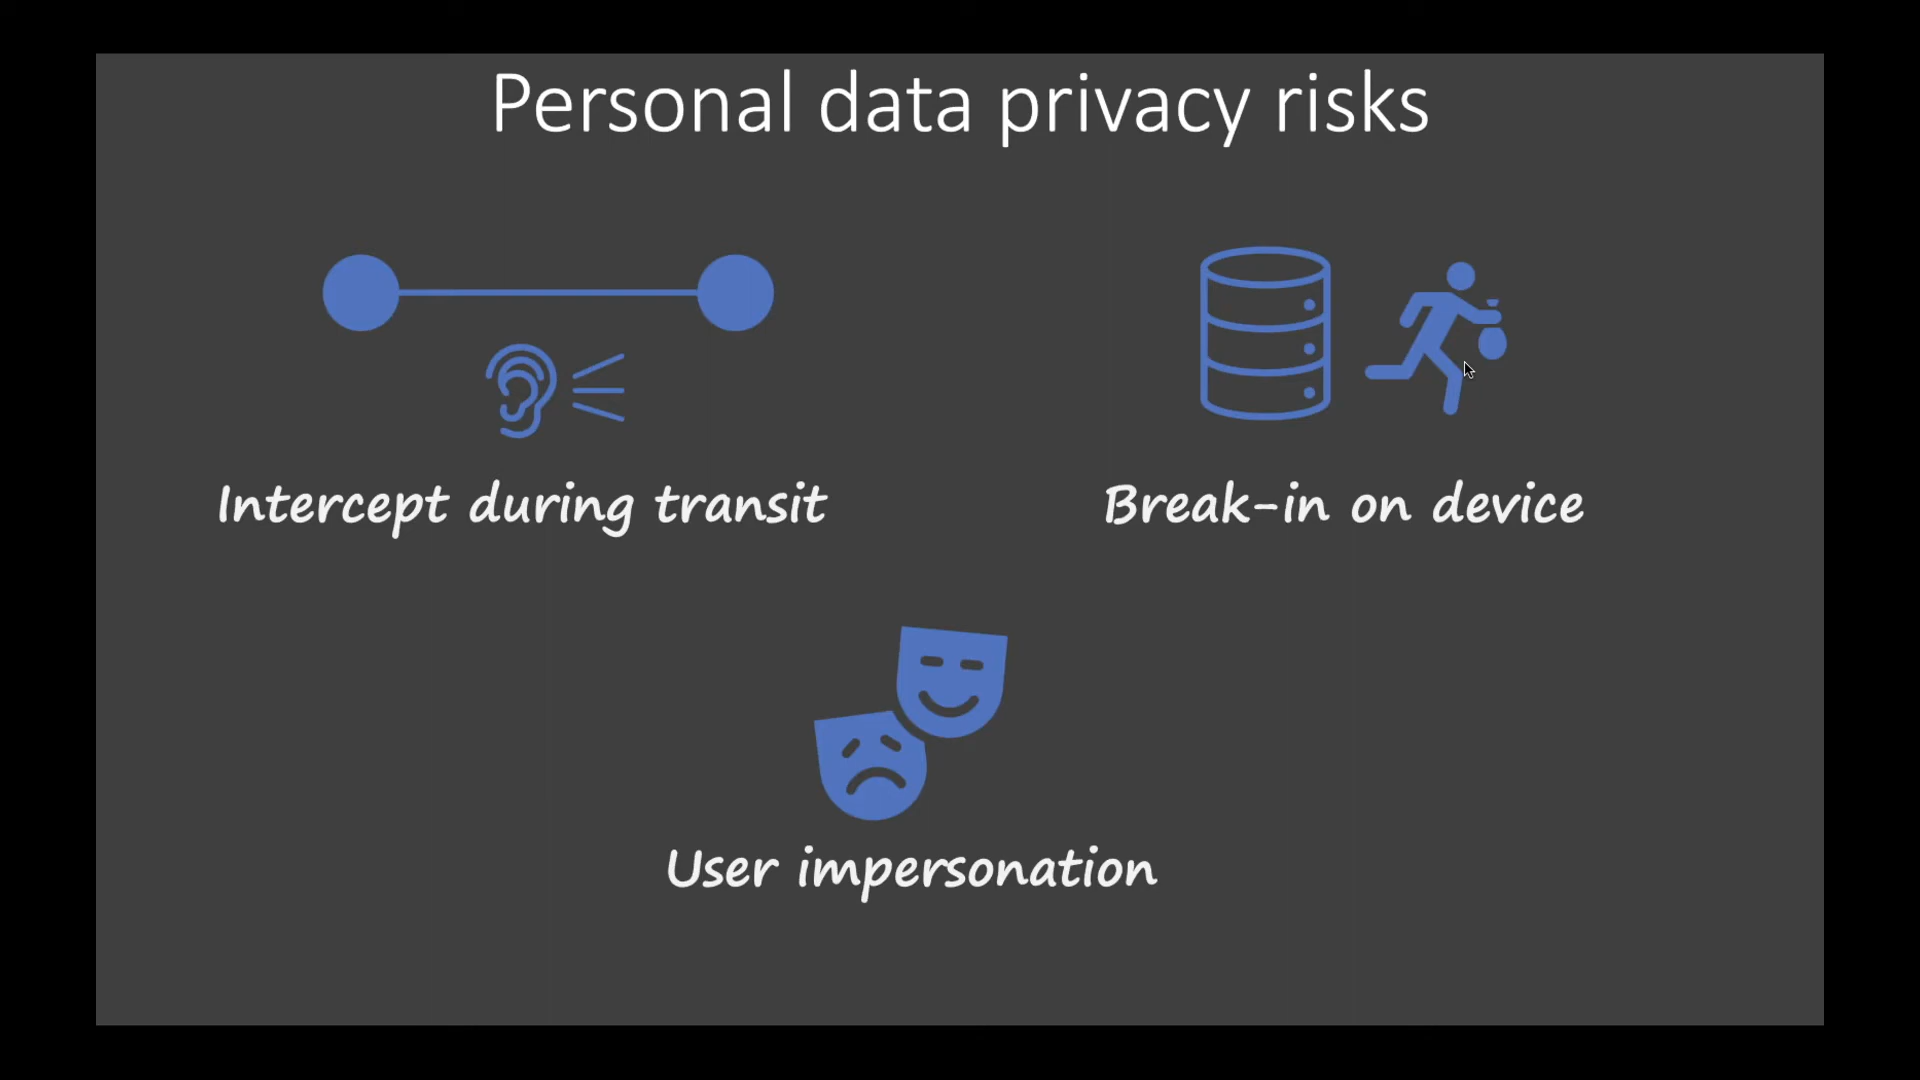 Personal data privacy risks
Intercept during transit
Break-in on device
User impersonation